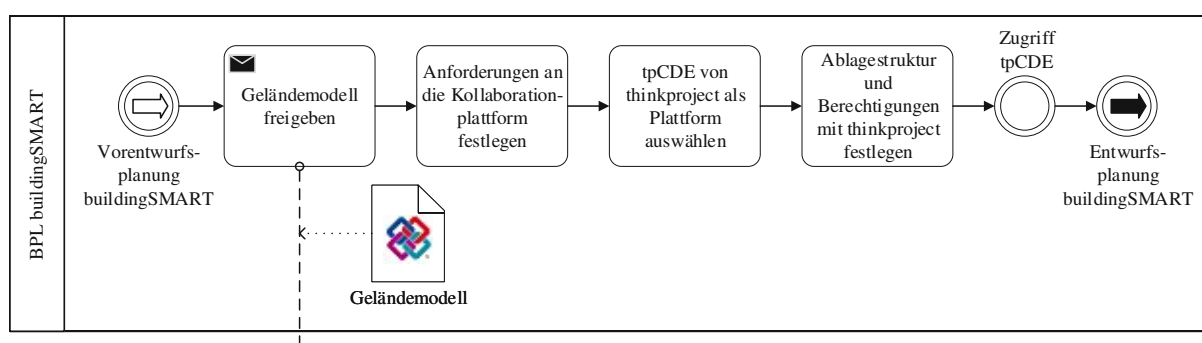 BPL buildingSMART
Vorentwurfs-
planung
buildingSMART
Geländemodell
freigeben
Anforderungen an
die Kollaboration-
plattform
festlegen
tpCDE von
thinkproject als
Plattform
auswählen
Ablagestruktur
und
Berechtigungen
mit thinkproject
festlegen
Zugriff
tpCDE
Entwurfs-
planung
buildingSMART
Geländemodell